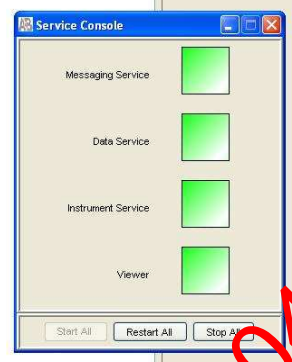 Service Console
Messaging Service
Data Service
Instrument Service
Viewer
Start All Restart All Stop All